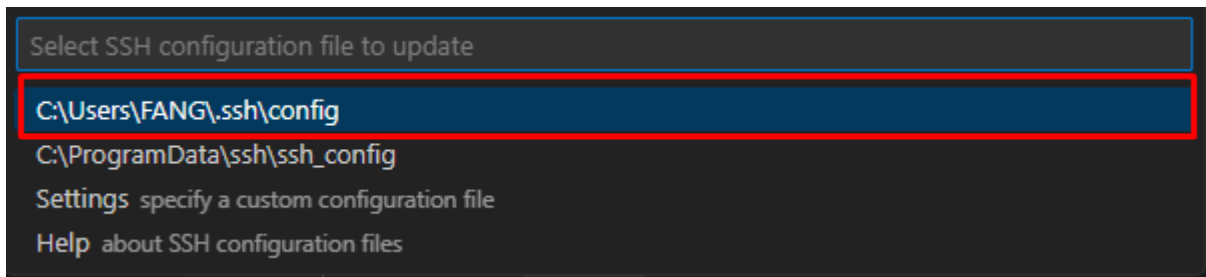 Select SSH configuration file to update
C:\Users\FANG\.ssh\config
C:\ProgramData\ssh\ssh_config
Settings specify a custom configuration file
Help about SSH configuration files